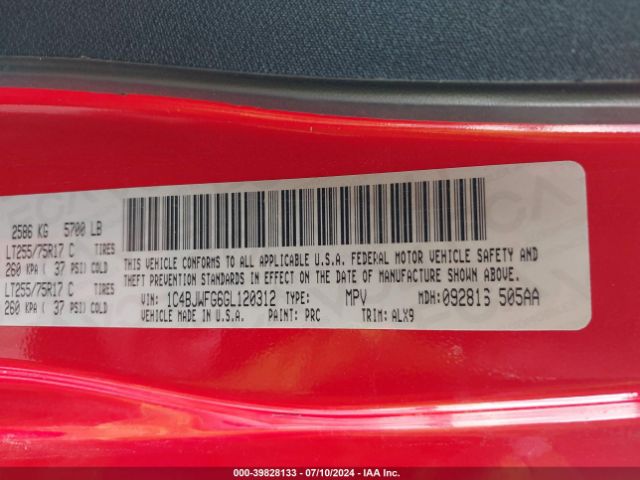 2586 KG 5700 LB
LT255/75R17 C TIRES
260 KPA ( 37 PSI) COLD
LT255/75R17 C TIRES
260 KPA ( 37 PSI) COLD
THIS VEHICLE CONFORMS TO ALL APPLICABLE U.S.A. FEDERAL MOTOR VEHICLE SAFETY AND
THEFT PREVENTION STANDARDS IN EFFECT ON THE DATE OF MANUFACTURE SHOWN ABOVE.
VIN: 1C4BJWFG6GL120312 TYPE: MPV MDH: 092816 505AA
VEHICLE MADE IN U.S.A. PAINT: PRC TRIM: ALX9
000-39828133 - 07/10/2024 - IAA Inc.